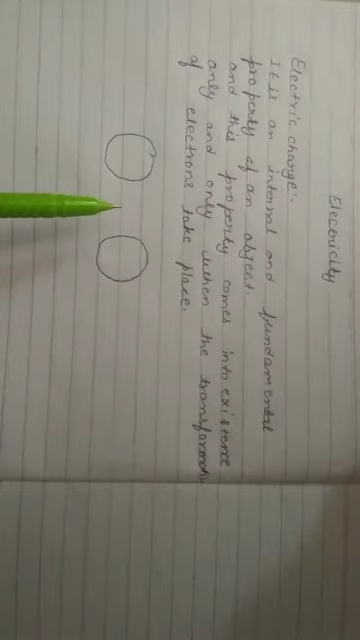 Electricity
Electric charge:-
It is an internal and fundamental
property of an object.
and this property comes into existence
only and only when the
of electrons take place.